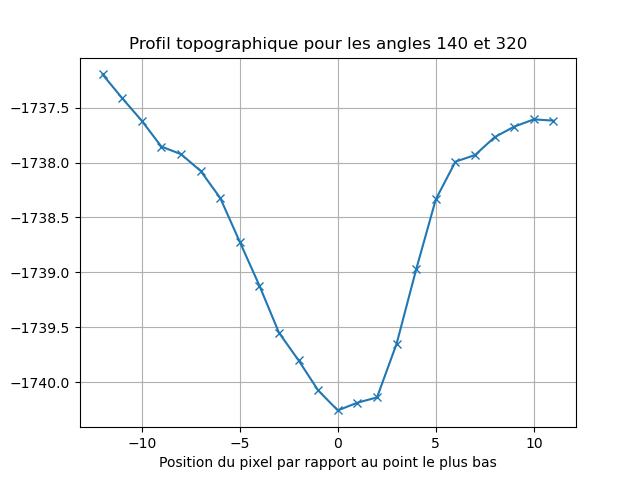 Profil topographique pour les angles 140 et 320
−1737.5
−1738.0
−1738.5
−1739.0
−1739.5
−1740.0
−10 −5 0 5 10
Position du pixel par rapport au point le plus bas